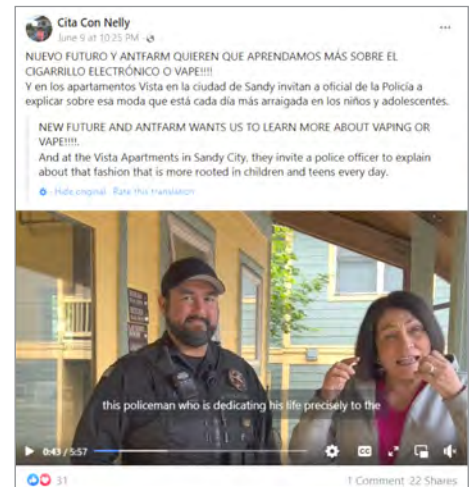 Cita Con Nelly
June 9 at 10:25 PM
NUEVO FUTURO Y ANTFARM QUIEREN QUE APRENDAMOS MÁS SOBRE EL
CIGARRILLO ELECTRÓNICO O VAPE!!!!
Y en los apartamentos Vista en la ciudad de Sandy invitan a oficial de la Policía a
explicar sobre esa moda que está cada día más arraigada en los niños y adolescentes.
NEW FUTURE AND ANTFARM WANTS US TO LEARN MORE ABOUT VAPING OR
VAPE!!!!.
And at the Vista Apartments in Sandy City, they invite a police officer to explain
about that fashion that is more rooted in children and teens every day.
Hide original · Rate this translation
this policeman who is dedicating his life precisely to the
0:43 / 5:57
CC
31
1 Comment 22 Shares